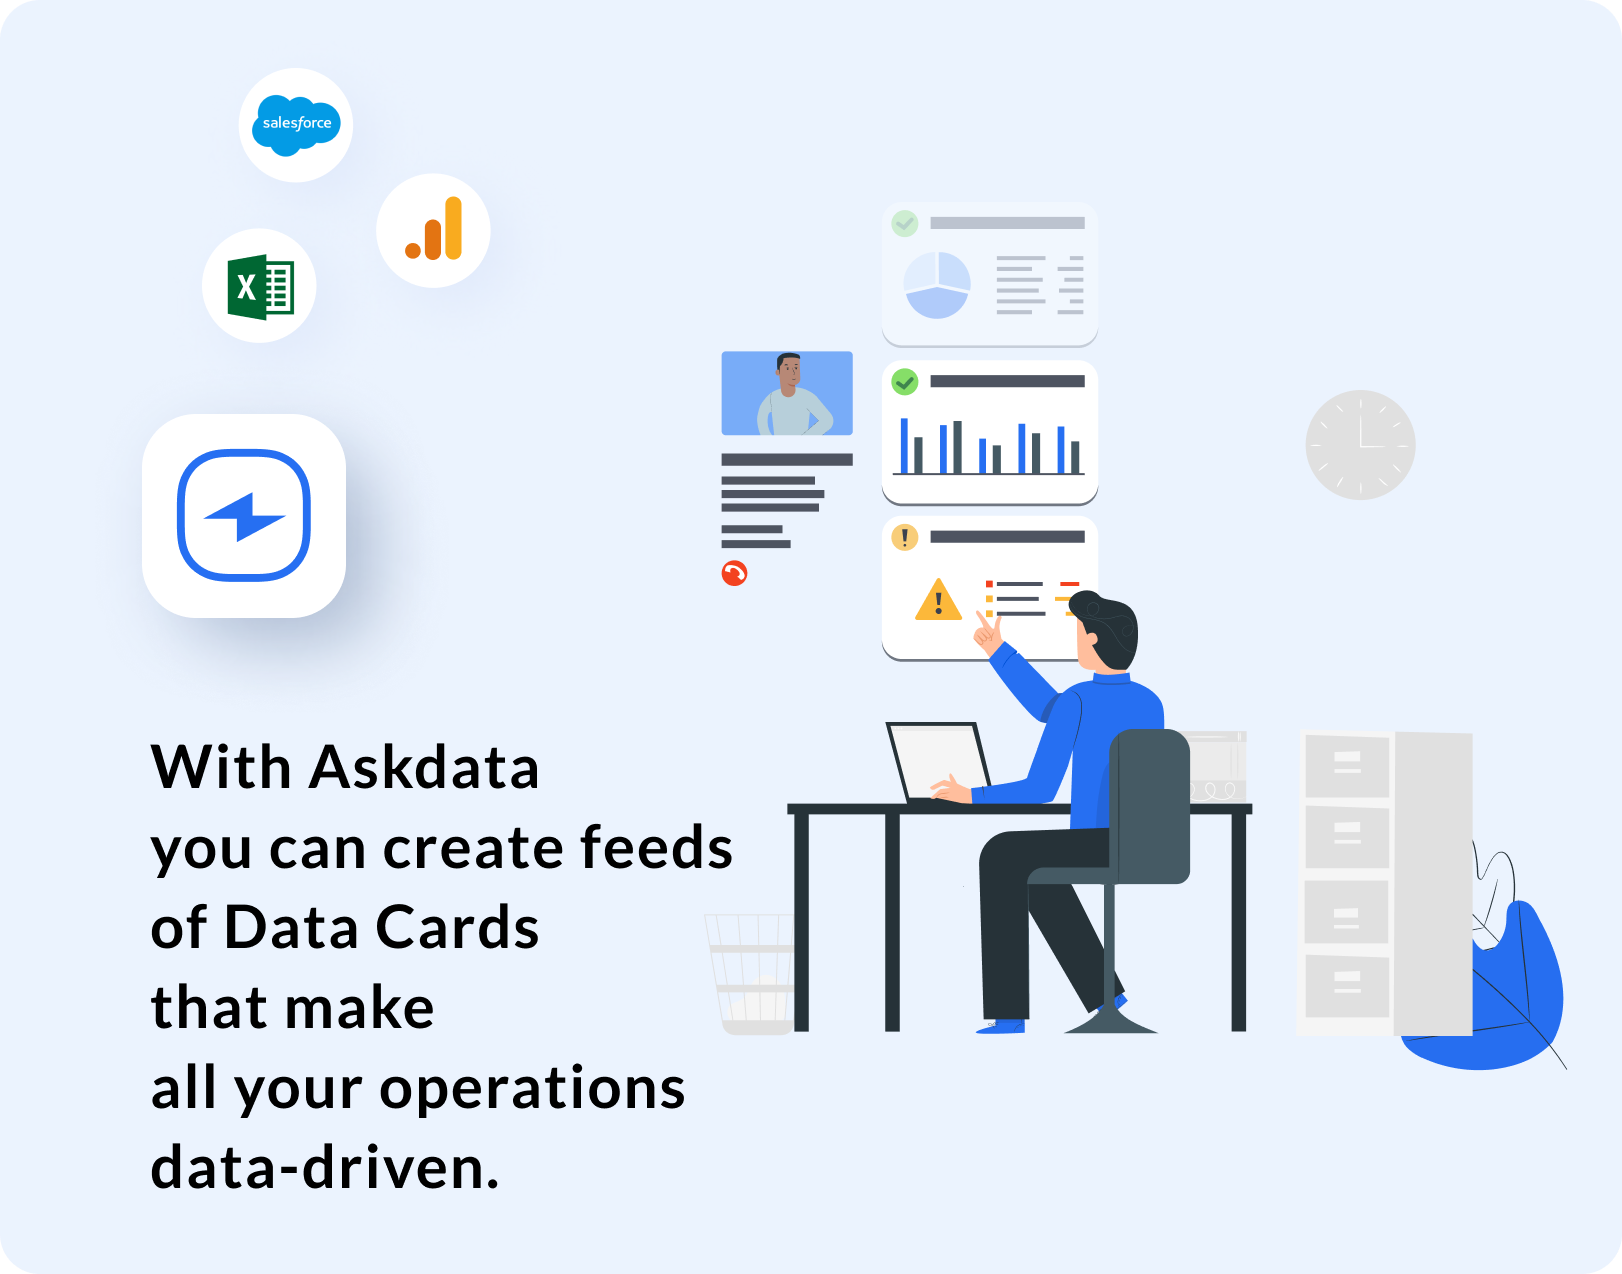 salesforce
X
With Askdata
you can create feeds
of Data Cards
that make
all your operations
data-driven.